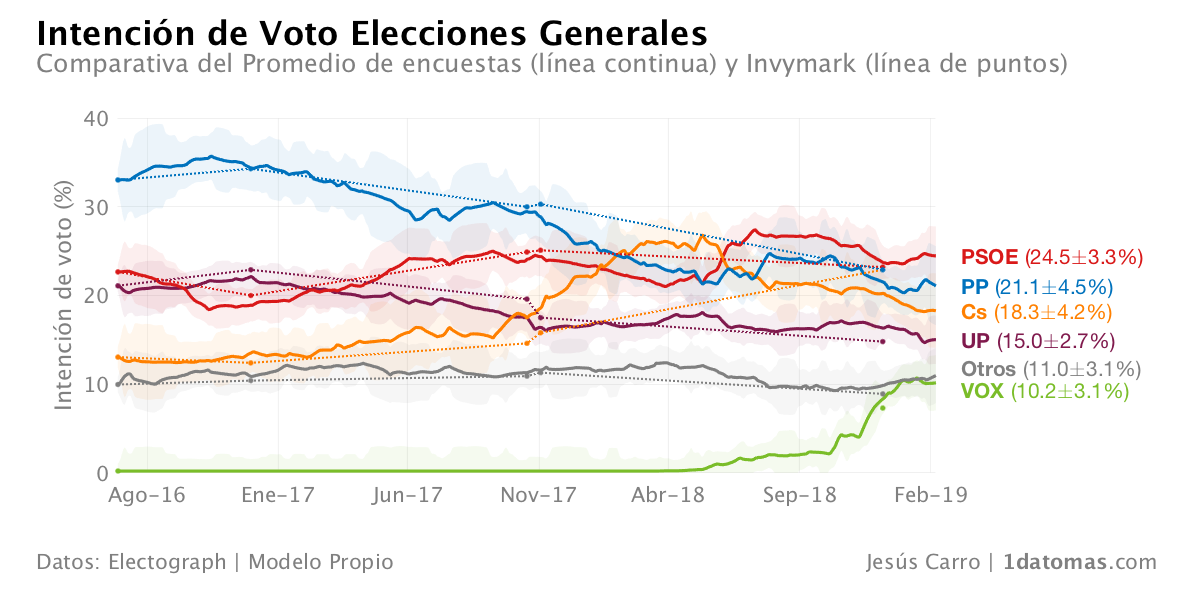 Intención de Voto Elecciones Generales
Comparativa del Promedio de encuestas (línea continua) y Invymark (línea de puntos)
Intención de voto (%)
40
30
20
10
0
Ago-16 Ene-17 Jun-17 Nov-17 Abr-18 Sep-18 Feb-19
PSOE (24.5±3.3%)
PP (21.1±4.5%)
Cs (18.3±4.2%)
UP (15.0±2.7%)
Otros (11.0±3.1%)
VOX (10.2±3.1%)
Datos: Electograph | Modelo Propio
Jesús Carro | 1datomas.com